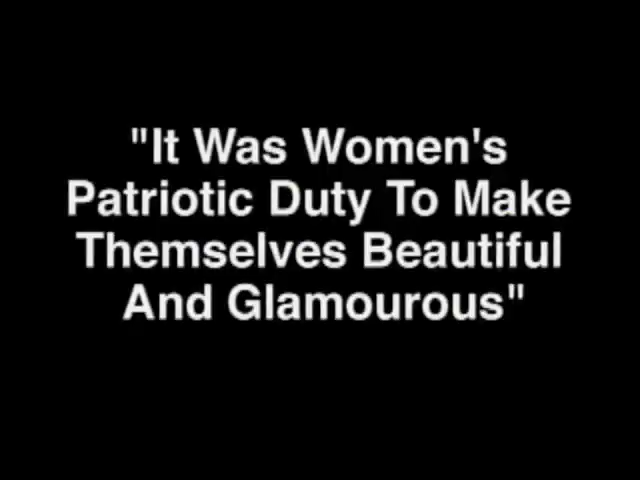 "It Was Women's
Patriotic Duty To Make
Themselves Beautiful
And Glamourous"